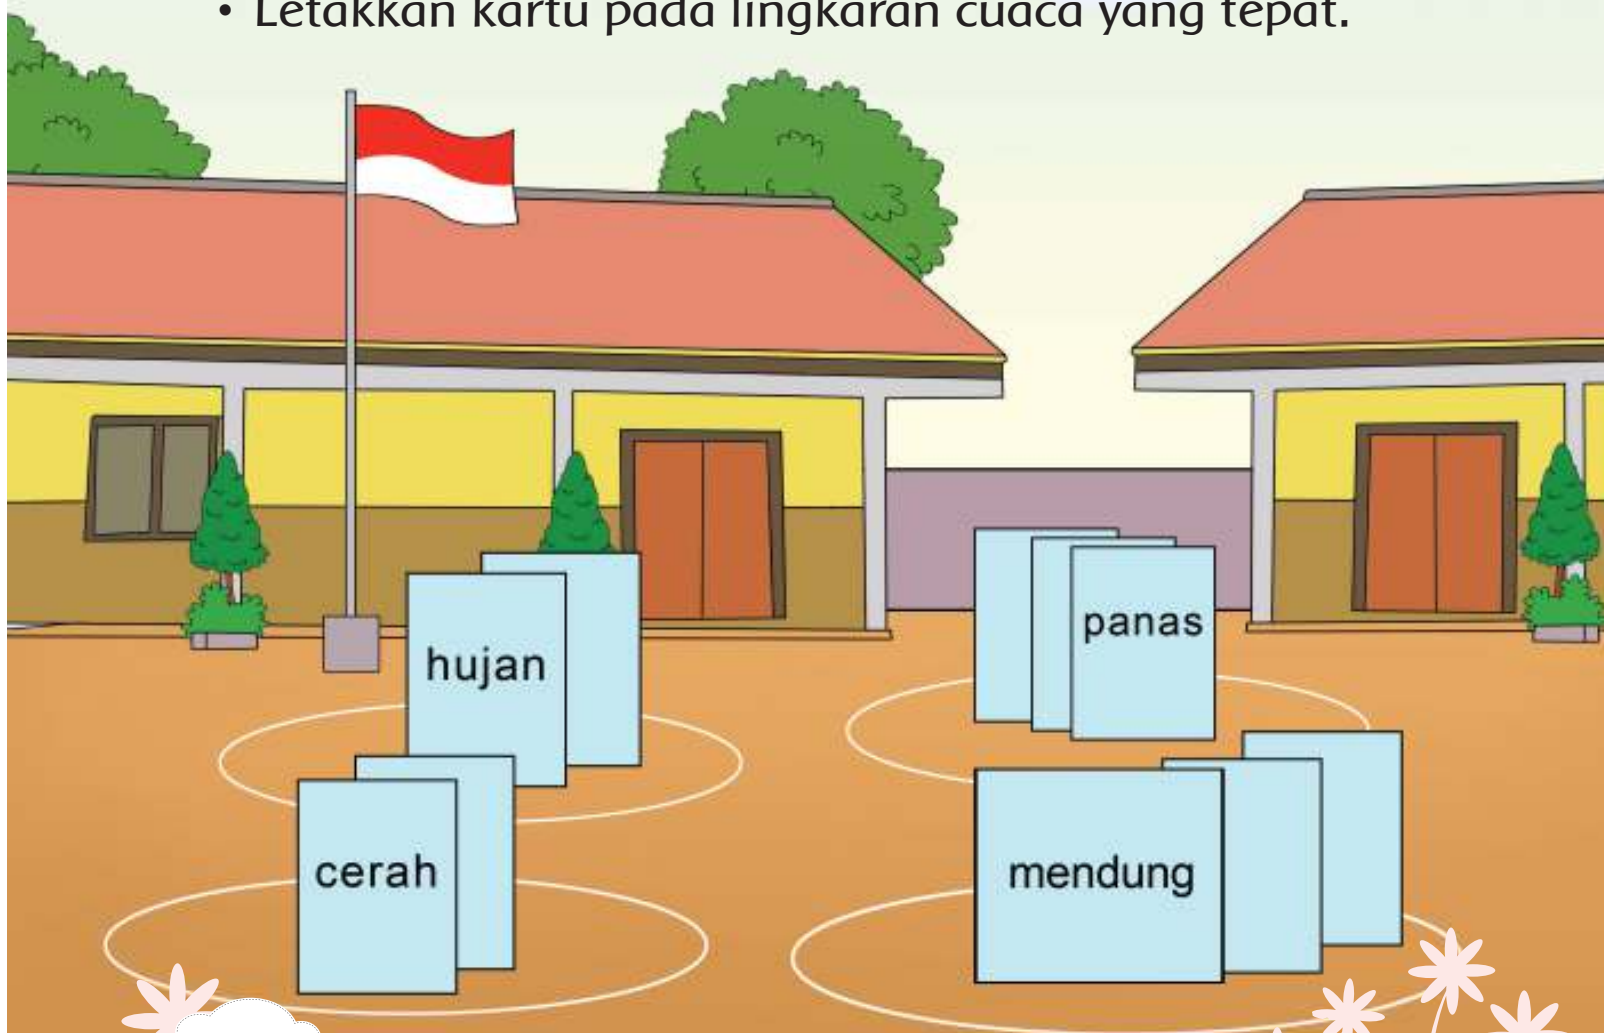 • Letakkan kartu pada lingkaran cuaca yang tepat.
hujan
panas
cerah
mendung